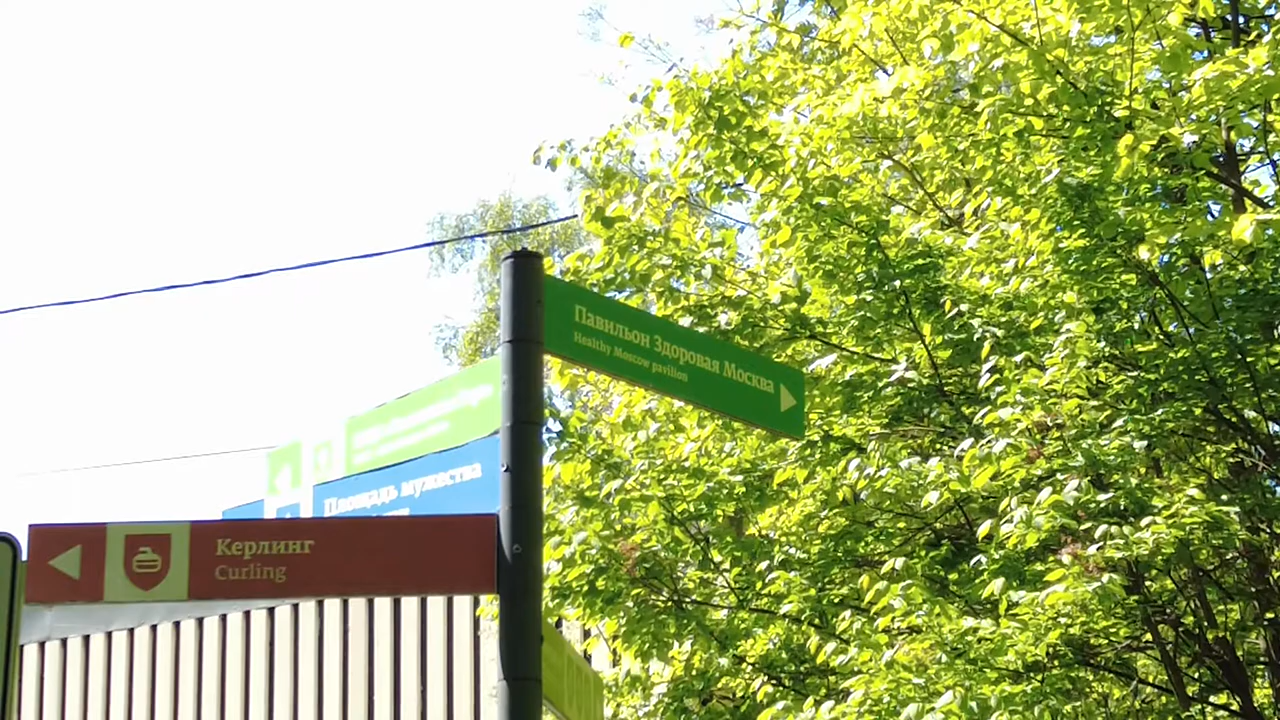 Павильон Здоровая Москва
Healthy Moscow pavilion
Площадь мужества
Керлинг
Curling